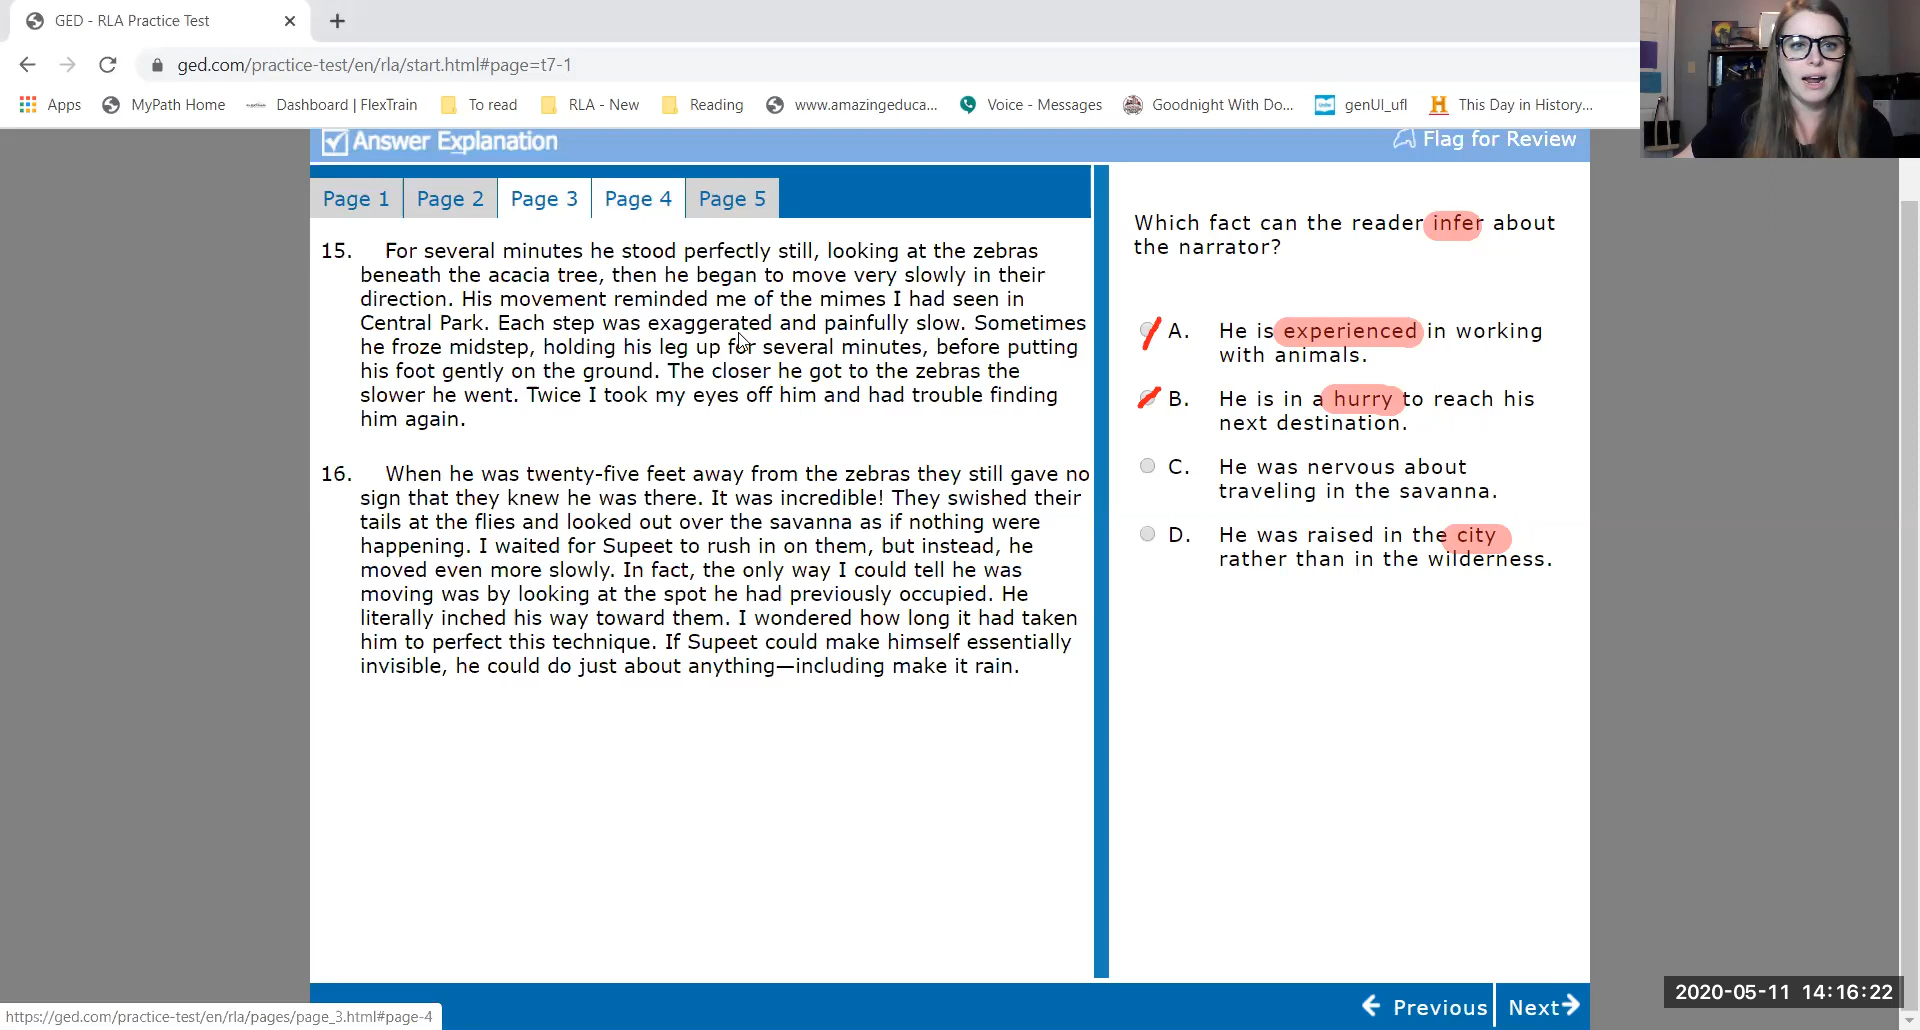 GED - RLA Practice Test
ged.com/practice-test/en/rla/start.html#page=t7-1
Apps MyPath Home Dashboard | FlexTrain To read RLA - New Reading www.amazingeduca... Voice - Messages Goodnight With Do... genUI_ufl This Day in History...
Answer Explanation
Flag for Review
Page 1 Page 2 Page 3 Page 4 Page 5
15. For several minutes he stood perfectly still, looking at the zebras
beneath the acacia tree, then he began to move very slowly in their
direction. His movement reminded me of the mimes I had seen in
Central Park. Each step was exaggerated and painfully slow. Sometimes
he froze midstep, holding his leg up for several minutes, before putting
his foot gently on the ground. The closer he got to the zebras the
slower he went. Twice I took my eyes off him and had trouble finding
him again.
16. When he was twenty-five feet away from the zebras they still gave no
sign that they knew he was there. It was incredible! They swished their
tails at the flies and looked out over the savanna as if nothing were
happening. I waited for Supeet to rush in on them, but instead, he
moved even more slowly. In fact, the only way I could tell he was
moving was by looking at the spot he had previously occupied. He
literally inched his way toward them. I wondered how long it had taken
him to perfect this technique. If Supeet could make himself essentially
invisible, he could do just about anything—including make it rain.
Which fact can the reader infer about
the narrator?
A. He is experienced in working
with animals.
B. He is in a hurry to reach his
next destination.
C. He was nervous about
traveling in the savanna.
D. He was raised in the city
rather than in the wilderness.
Previous
Next
2020-05-11 14:16:22
https://ged.com/practice-test/en/rla/pages/page_3.html#page-4